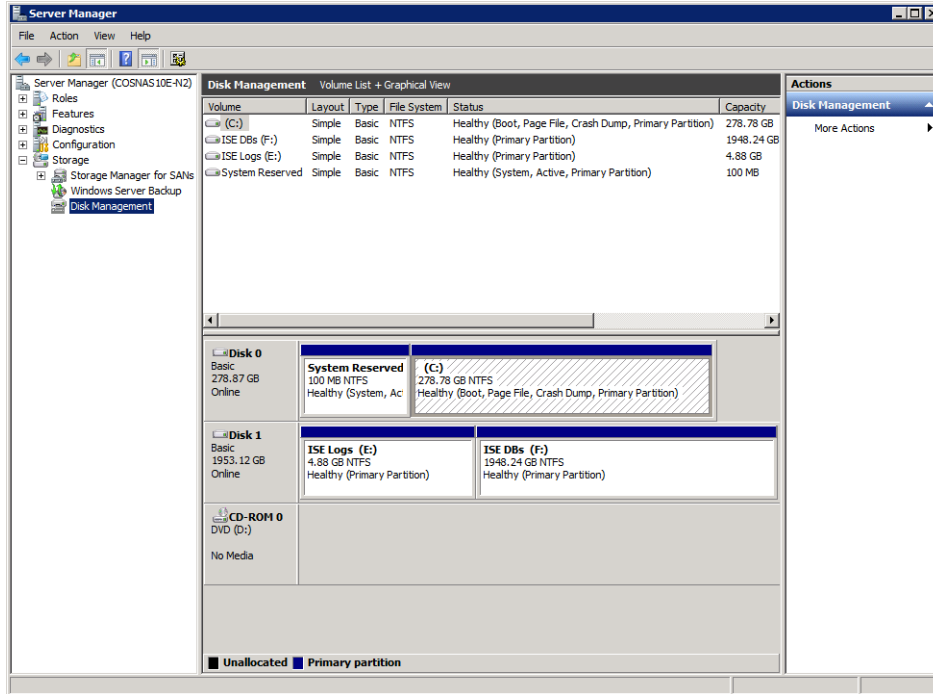 Server Manager
File Action View Help
Server Manager (COSNAS10E-N2)
Roles
Features
Diagnostics
Configuration
Storage
Storage Manager for SANs
Windows Server Backup
Disk Management
Disk Management Volume List + Graphical View
Volume Layout Type File System Status Capacity
(C:) Simple Basic NTFS Healthy (Boot, Page File, Crash Dump, Primary Partition) 278.78 GB
ISE DBs (F:) Simple Basic NTFS Healthy (Primary Partition) 1948.24 GB
ISE Logs (E:) Simple Basic NTFS Healthy (Primary Partition) 4.88 GB
System Reserved Simple Basic NTFS Healthy (System, Active, Primary Partition) 100 MB
Disk 0
Basic
278.87 GB
Online
System Reserved
100 MB NTFS
Healthy (System, Act
(C:)
278.78 GB NTFS
Healthy (Boot, Page File, Crash Dump, Primary Partition)
Disk 1
Basic
1953.12 GB
Online
ISE Logs (E:)
4.88 GB NTFS
Healthy (Primary Partition)
ISE DBs (F:)
1948.24 GB NTFS
Healthy (Primary Partition)
CD-ROM 0
DVD (D:)
No Media
Unallocated Primary partition
Actions
Disk Management
More Actions